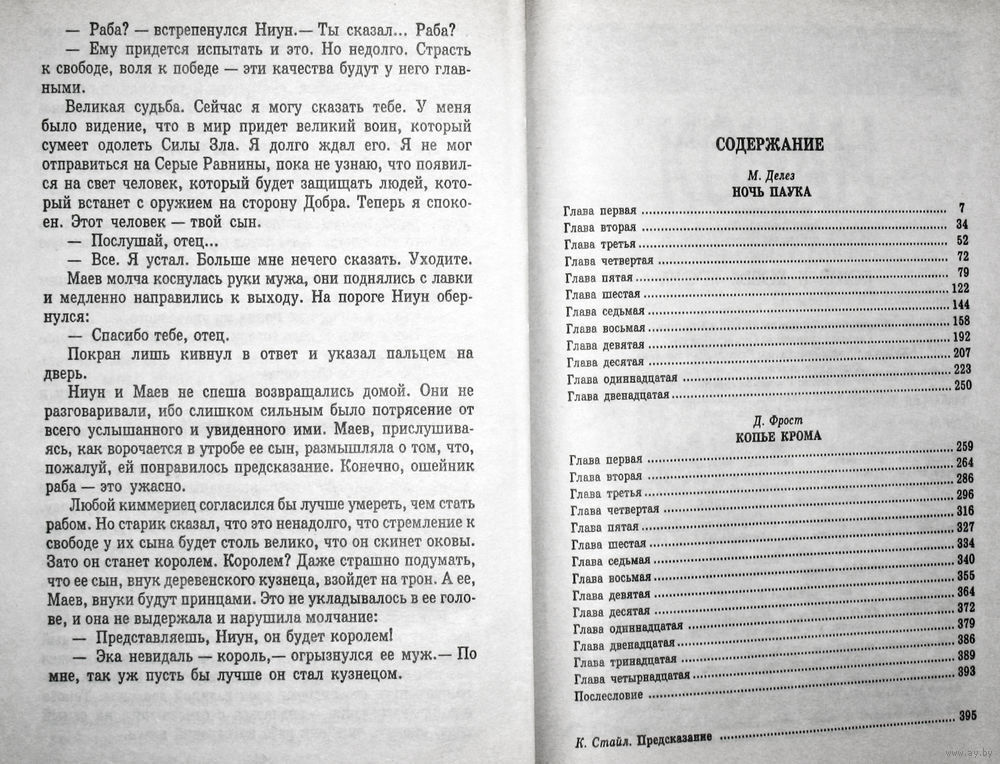 — Раба? — встрепенулся Ниун.— Ты сказал... Раба?
— Ему придется испытать и это. Но недолго. Страсть
к свободе, воля к победе — эти качества будут у него глав-
ными.
Великая судьба. Сейчас я могу сказать тебе. У меня
было видение, что в мир придет великий воин, который
сумеет одолеть Силы Зла. Я долго ждал его. Я не мог
отправиться на Серые Равнины, пока не узнаю, что появил-
ся на свет человек, который будет защищать людей, кото-
рый встанет с оружием на сторону Добра. Теперь я спoко-
ен. Этот человек — твой сын.
— Послушай, отец...
— Все. Я устал. Больше мне нечего сказать. Уходите.
Маев молча коснулась руки мужа, они поднялись с лавки
и медленно направились к выходу. На пороге Ниун обер-
нулся:
— Спасибо тебе, отец.
Покран лишь кивнул в ответ и указал пальцем на
дверь.
Ниун и Маев не спеша возвращались домой. Они не
разговаривали, ибо слишком сильным было потрясение от
всего услышанного и увиденного ими. Маев, прислушива-
ясь, как ворочается в утробе ее сын, размышляла о том, что,
пожалуй, ей понравилось предсказание. Конечно, ошейник
раба — это ужасно.
Любой киммериец согласился бы лучше умереть, чем стать
рабом. Но старик сказал, что это ненадолго, что стремление к
свободе у их сына будет столь велико, что он скинет оковы.
Зато он станет королем. Королем? Даже страшно подумать,
что ее сын, внук деревенского кузнеца, взойдет на трон. А ее,
Маев, внуки будут принцами. Это не укладывалось в ее голо-
ве, и она не выдержала и нарушила молчание:
— Представляешь, Ниун, он будет королем!
— Эка невидаль — король,— огрызнулся ее муж.— По
мне, так уж пусть бы лучше он стал кузнецом.
СОДЕРЖАНИЕ
М. Делез
НОЧЬ ПАУКА
Глава первая 7
Глава вторая 34
Глава третья 52
Глава четвертая 72
Глава пятая 79
Глава шестая 122
Глава седьмая 144
Глава восьмая 158
Глава девятая 192
Глава десятая 207
Глава одиннадцатая 223
Глава двенадцатая 250
Д. Фрост
КОПЬЕ КРОМА
Глава первая 259
Глава вторая 264
Глава третья 286
Глава четвертая 296
Глава пятая 316
Глава шестая 327
Глава седьмая 334
Глава восьмая 340
Глава девятая 355
Глава десятая 364
Глава одиннадцатая 372
Глава двенадцатая 379
Глава тринадцатая 386
Глава четырнадцатая 389
Послесловие 393
К. Стайл. Предсказание 395
www.ay.by